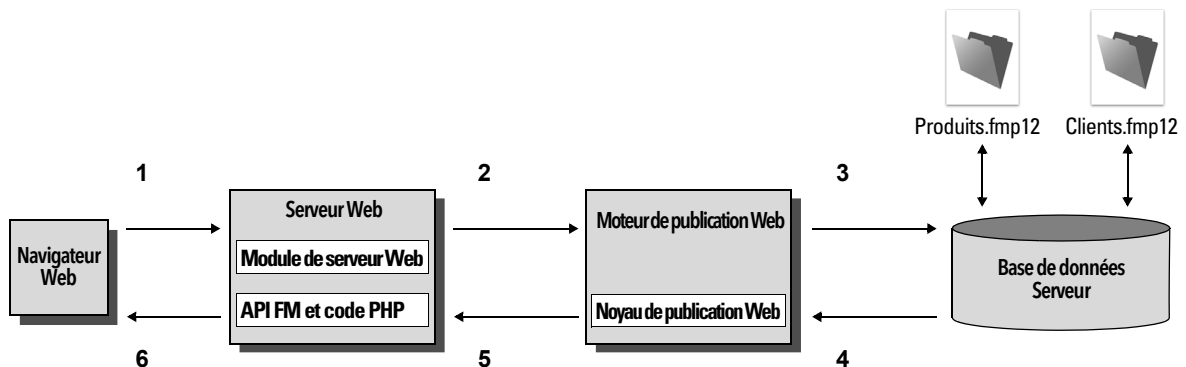 Produits.fmp12
Clients.fmp12
1
2
3
Navigateur
Web
Serveur Web
Module de serveur Web
API FM et code PHP
Moteur de publication Web
Noyau de publication Web
Base de données
Serveur
6
5
4